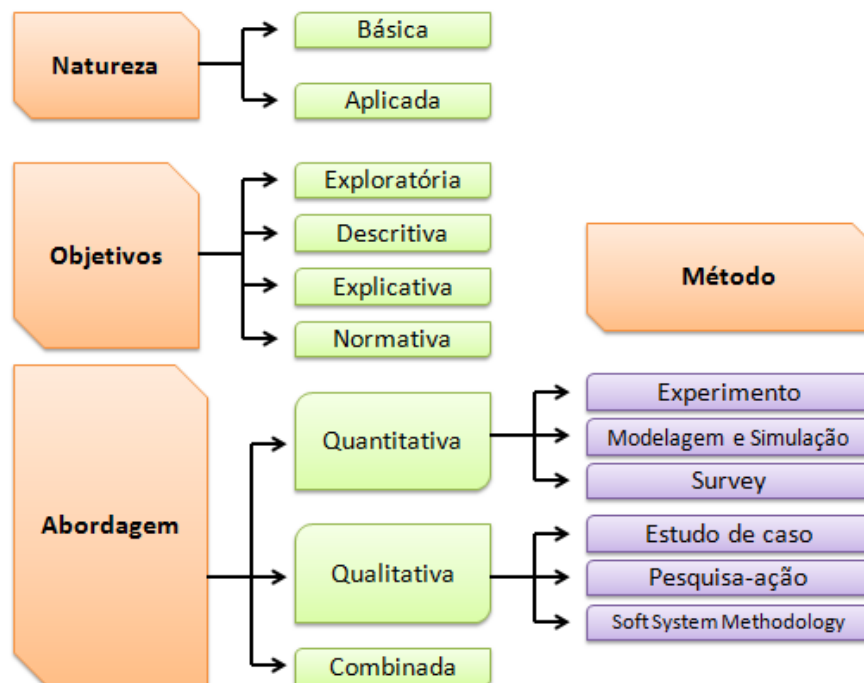 Natureza
Básica
Aplicada
Objetivos
Exploratória
Descritiva
Explicativa
Normativa
Método
Abordagem
Quantitativa
Experimento
Modelagem e Simulação
Survey
Qualitativa
Estudo de caso
Pesquisa-ação
Soft System Methodology
Combinada